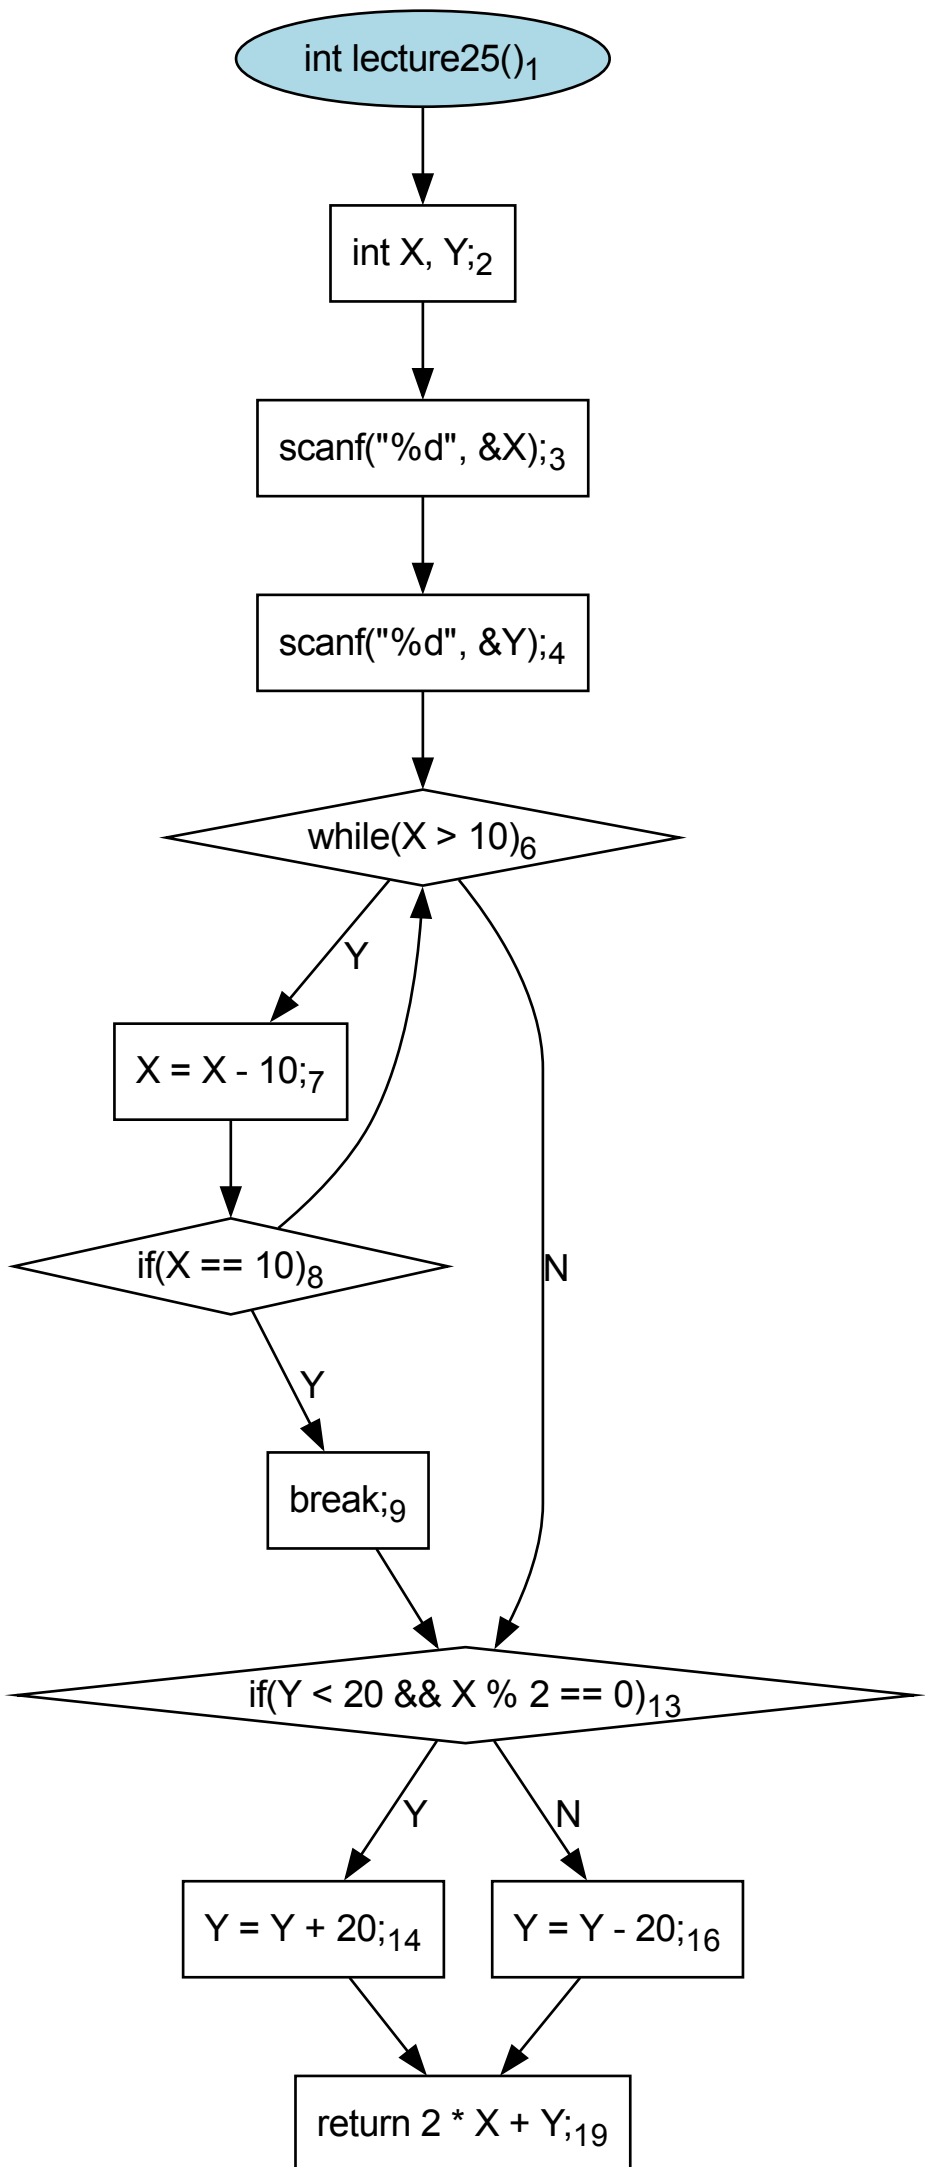 int lecture25()1
int X, Y;2
scanf("%d", &X);3
scanf("%d", &Y);4
while(X > 10)6
Y
X = X - 10;7
if(X == 10)8
N
Y
break;9
if(Y < 20 && X % 2 == 0)13
Y
N
Y = Y + 20;14
Y = Y - 20;16
return 2 * X + Y;19